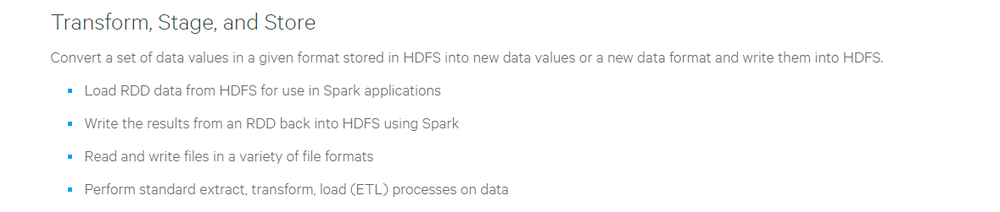 Transform, Stage, and Store
Convert a set of data values in a given format stored in HDFS into new data values or a new data format and write them into HDFS.
Load RDD data from HDFS for use in Spark applications
Write the results from an RDD back into HDFS using Spark
Read and write files in a variety of file formats
Perform standard extract, transform, load (ETL) processes on data